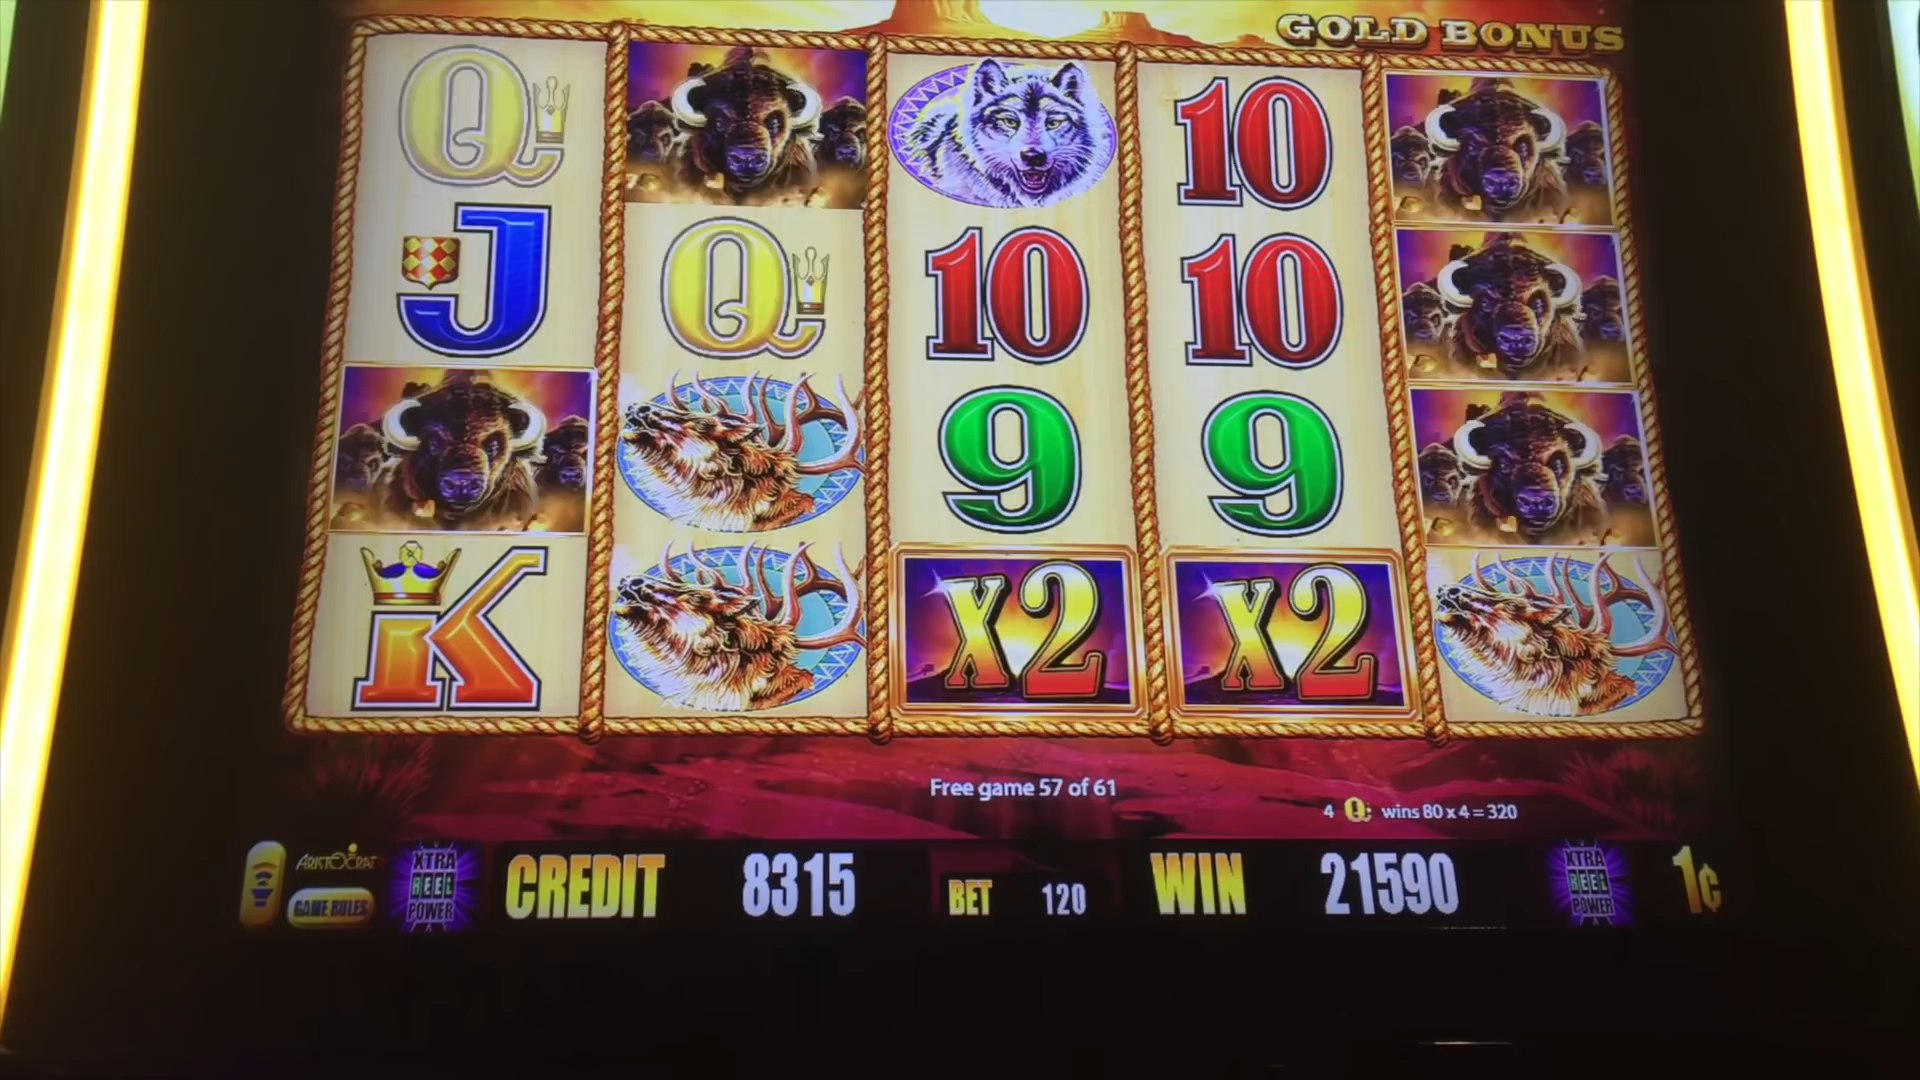 GOLD BONUS
Q 10
J Q 10 10
9 9
K X2 X2
Free game 57 of 61
4 Q wins 80 x 4 = 320
ARISTOCRAT
GAME RULES
XTRA
REEL
POWER
CREDIT 8315
BET 120
WIN 21590
XTRA
REEL
POWER
1¢